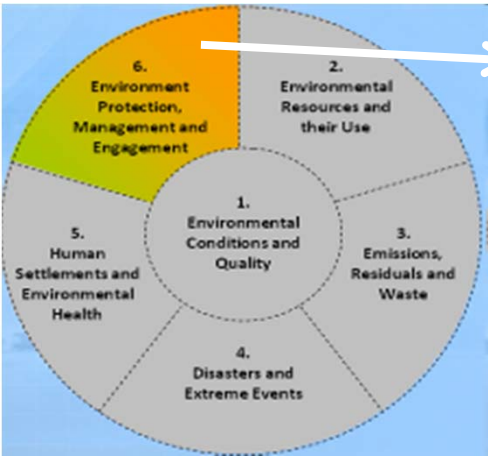 1.
Environmental
Conditions and
Quality
2.
Environmental
Resources and
their Use
3.
Emissions,
Residuals and
Waste
4.
Disasters and
Extreme Events
5.
Human
Settlements and
Environmental
Health
6.
Environment
Protection,
Management and
Engagement